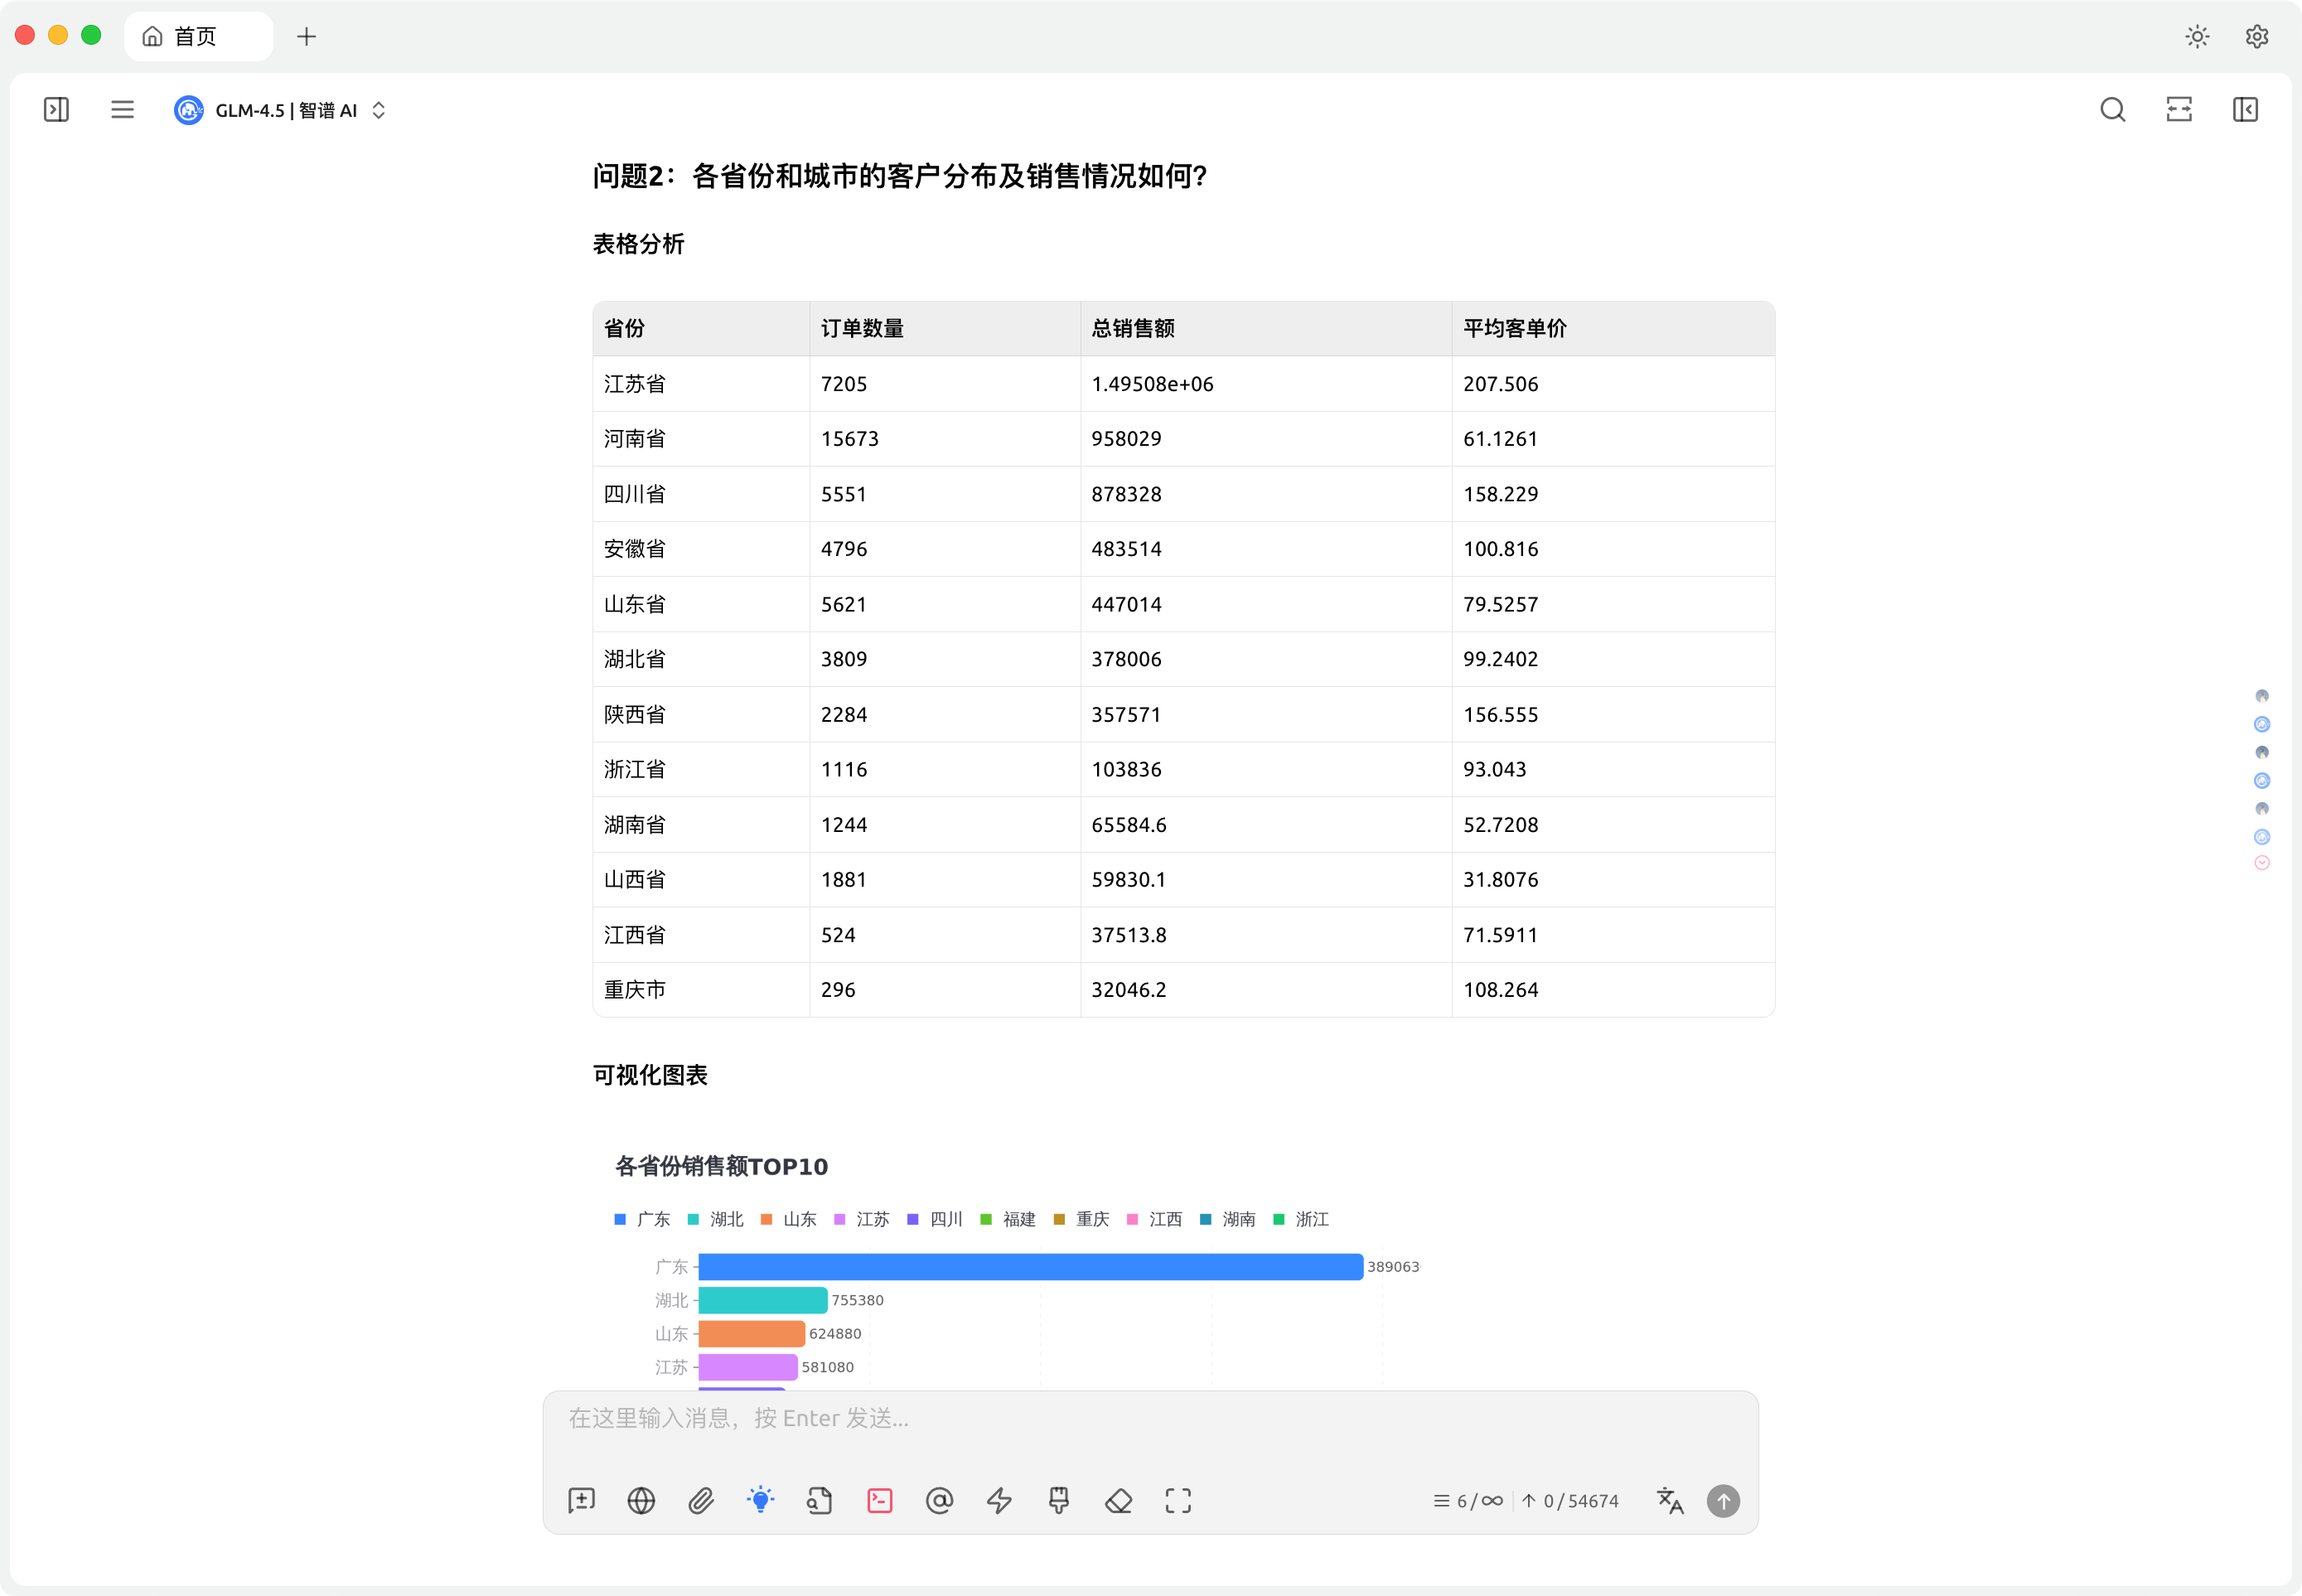 首页
GLM-4.5 | 智谱 AI
问题2：各省份和城市的客户分布及销售情况如何?
表格分析
省份 订单数量 总销售额 平均客单价
江苏省 7205 1.49508e+06 207.506
河南省 15673 958029 61.1261
四川省 5551 878328 158.229
安徽省 4796 483514 100.816
山东省 5621 447014 79.5257
湖北省 3809 378006 99.2402
陕西省 2284 357571 156.555
浙江省 1116 103836 93.043
湖南省 1244 65584.6 52.7208
山西省 1881 59830.1 31.8076
江西省 524 37513.8 71.5911
重庆市 296 32046.2 108.264
可视化图表
各省份销售额TOP10
广东 湖北 山东 江苏 四川 福建 重庆 江西 湖南 浙江
广东 389063
湖北 755380
山东 624880
江苏 581080
在这里输入消息，按 Enter 发送...
6 / ∞ ↑ 0 / 54674